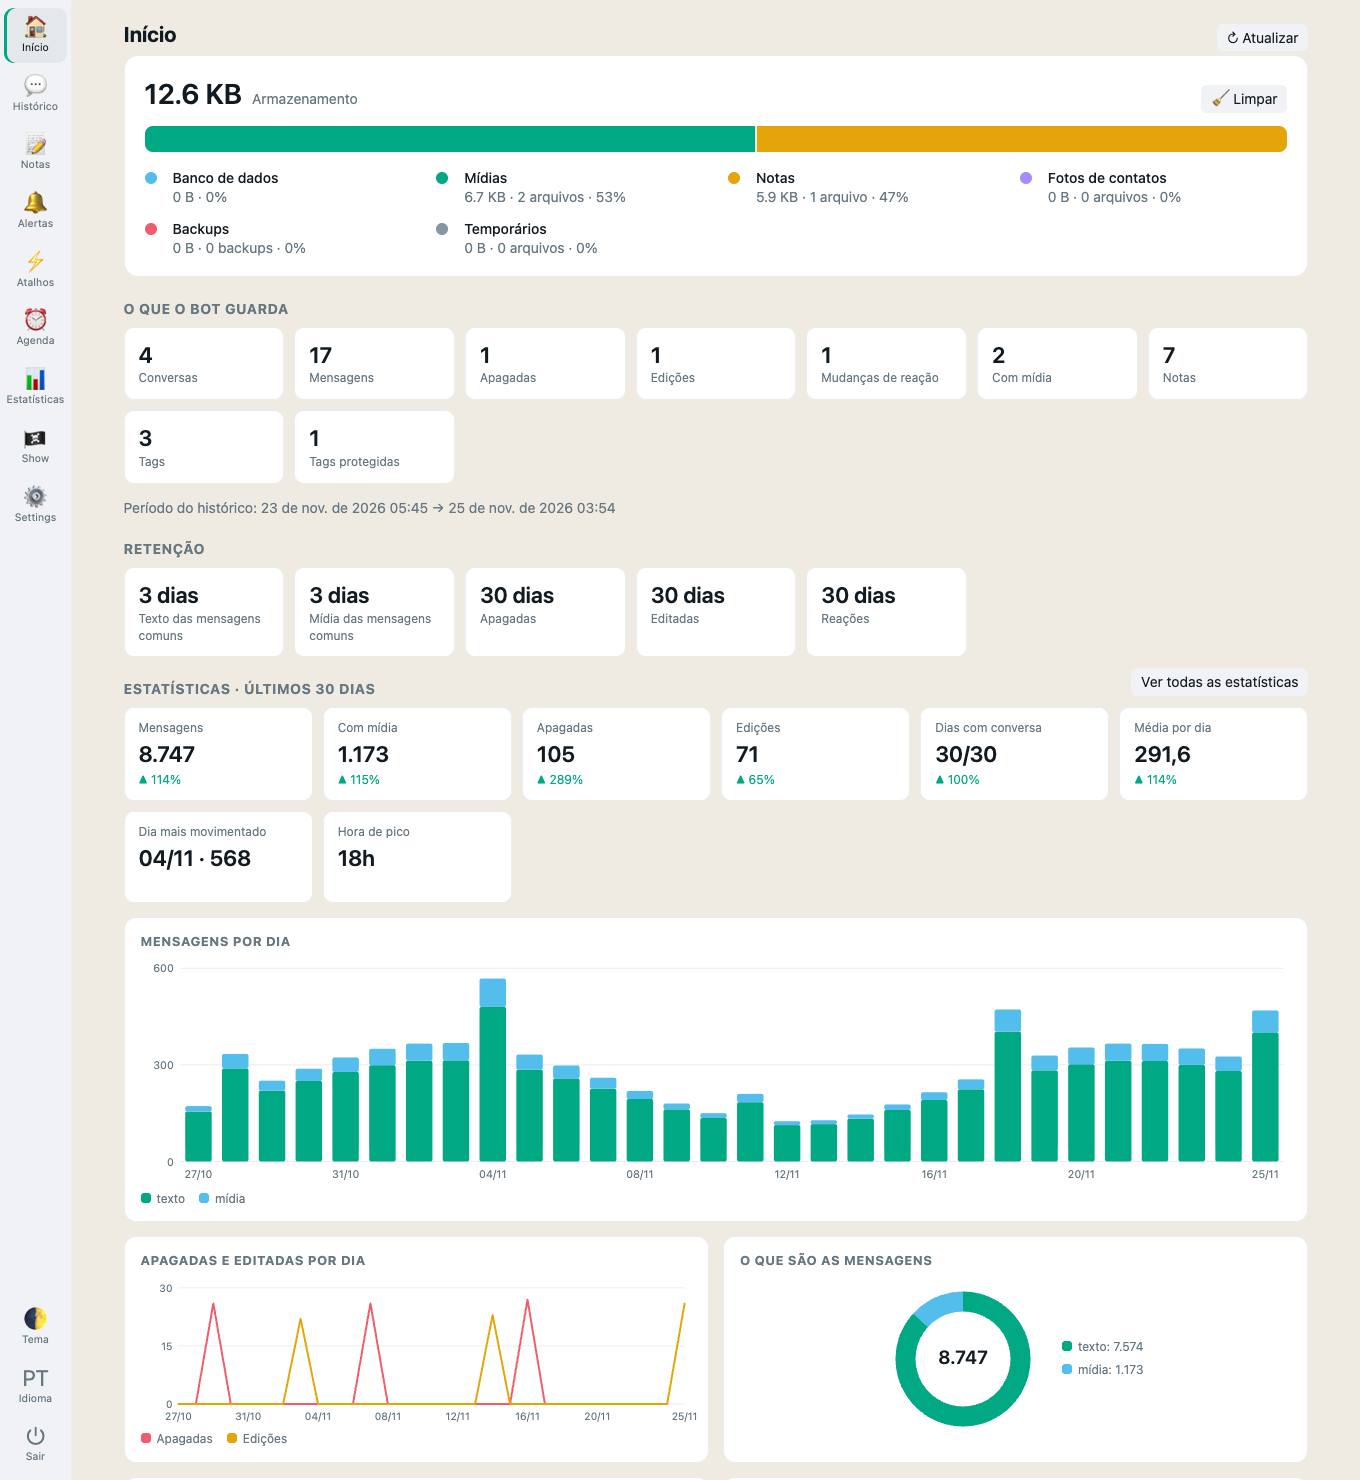 Início
Histórico
Notas
Alertas
Atalhos
Agenda
Estatísticas
Show
Settings
Tema
PT
Idioma
Sair
Início
↻ Atualizar
12.6 KB Armazenamento
Limpar
Banco de dados
0 B · 0%
Mídias
6.7 KB · 2 arquivos · 53%
Notas
5.9 KB · 1 arquivo · 47%
Fotos de contatos
0 B · 0 arquivos · 0%
Backups
0 B · 0 backups · 0%
Temporários
0 B · 0 arquivos · 0%
O QUE O BOT GUARDA
4
Conversas
17
Mensagens
1
Apagadas
1
Edições
1
Mudanças de reação
2
Com mídia
7
Notas
3
Tags
1
Tags protegidas
Período do histórico: 23 de nov. de 2026 05:45 → 25 de nov. de 2026 03:54
RETENÇÃO
3 dias
Texto das mensagens
comuns
3 dias
Mídia das mensagens
comuns
30 dias
Apagadas
30 dias
Editadas
30 dias
Reações
ESTATÍSTICAS · ÚLTIMOS 30 DIAS
Ver todas as estatísticas
Mensagens
8.747
▲ 114%
Com mídia
1.173
▲ 115%
Apagadas
105
▲ 289%
Edições
71
▲ 65%
Dias com conversa
30/30
▲ 100%
Média por dia
291,6
▲ 114%
Dia mais movimentado
04/11 · 568
Hora de pico
18h
MENSAGENS POR DIA
600
300
0
27/10 31/10 04/11 08/11 12/11 16/11 20/11 25/11
texto mídia
APAGADAS E EDITADAS POR DIA
30
15
0
27/10 31/10 04/11 08/11 12/11 16/11 20/11 25/11
Apagadas Edições
O QUE SÃO AS MENSAGENS
8.747
texto: 7.574
mídia: 1.173